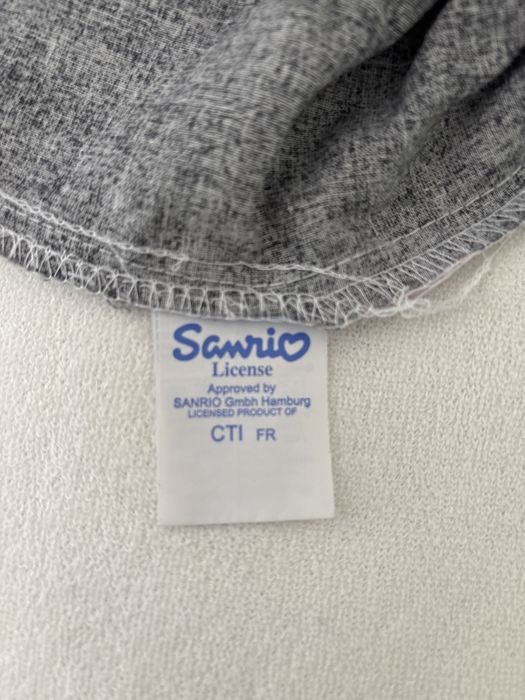 Sanrio
License
Approved by
SANRIO Gmbh Hamburg
LICENSED PRODUCT OF
CTI FR